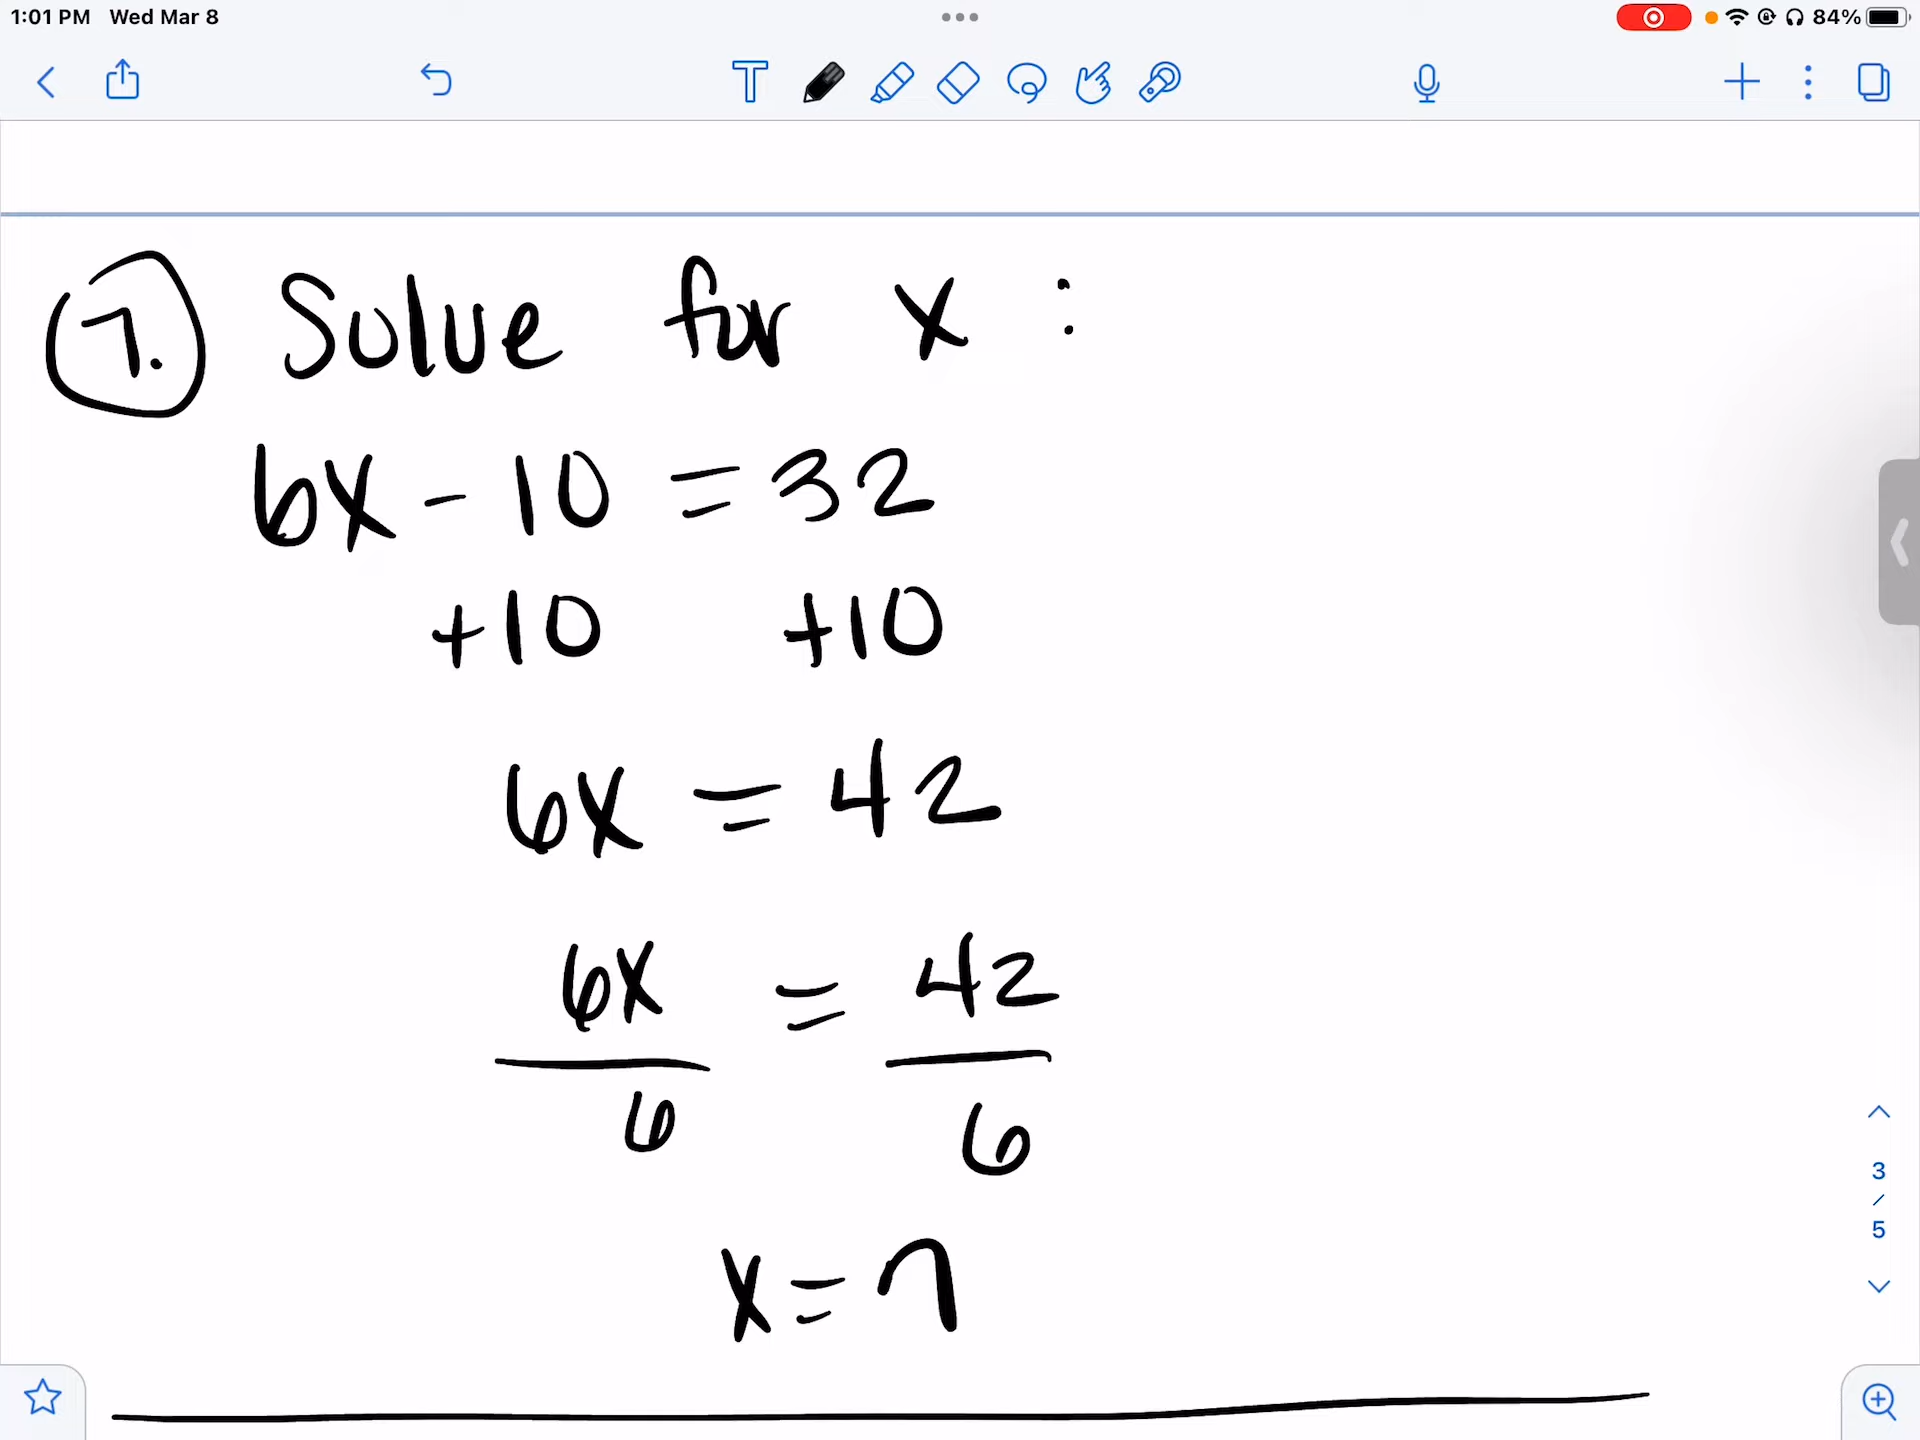 1:01 PM Wed Mar 8
84%
T
7. Solve for x :
6x - 10 = 32
+10 +10
6x = 42
6x = 42
6 6
x = 7
3
/
5